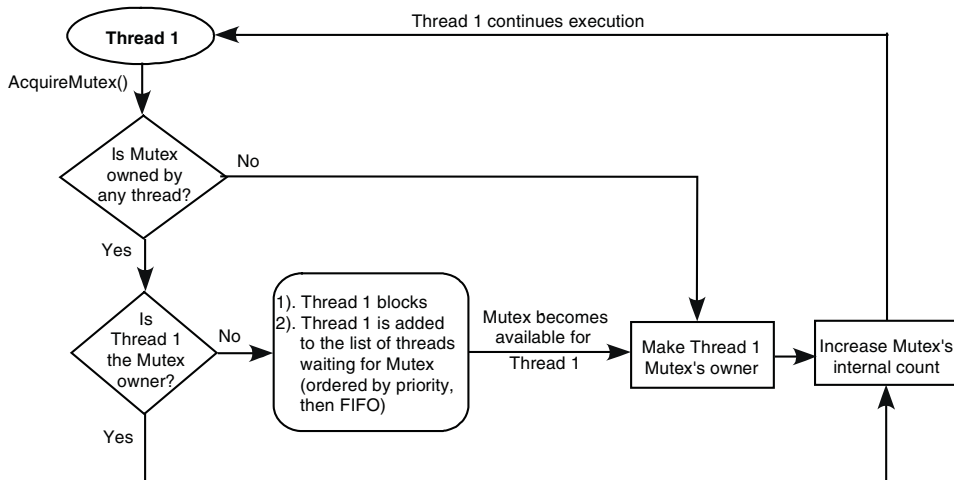 Thread 1 continues execution
Thread 1
AcquireMutex()
Is Mutex
owned by
any thread?
No
Yes
Is
Thread 1
the Mutex
owner?
No
Yes
1). Thread 1 blocks
2). Thread 1 is added
to the list of threads
waiting for Mutex
(ordered by priority,
then FIFO)
Mutex becomes
available for
Thread 1
Make Thread 1
Mutex's owner
Increase Mutex's
internal count